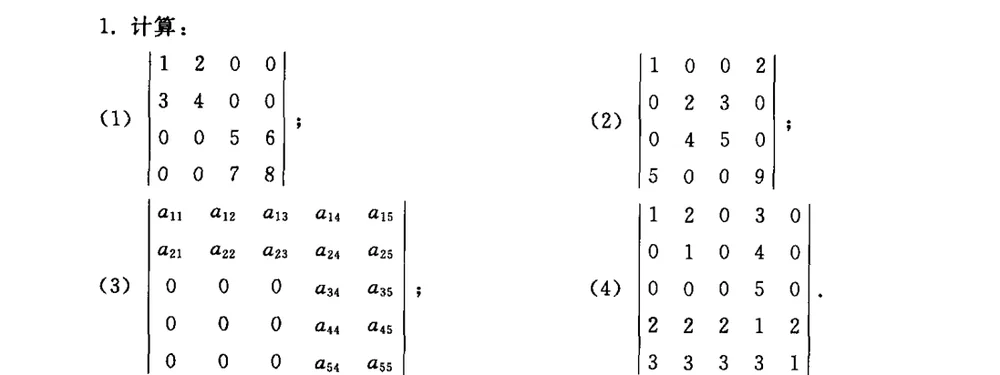 1. 计算:
(1) | 1 2 0 0 | ; (2) | 1 0 0 2 | ;
| 3 4 0 0 | | 0 2 3 0 |
| 0 0 5 6 | | 0 4 5 0 |
| 0 0 7 8 | | 5 0 0 9 |
(3) | a₁₁ a₁₂ a₁₃ a₁₄ a₁₅ | ; (4) | 1 2 0 3 0 | .
| a₂₁ a₂₂ a₂₃ a₂₄ a₂₅ | | 0 1 0 4 0 |
| 0 0 0 a₃₄ a₃₅ | | 0 0 0 5 0 |
| 0 0 0 a₄₄ a₄₅ | | 2 2 2 1 2 |
| 0 0 0 a₅₄ a₅₅ | | 3 3 3 3 1 |